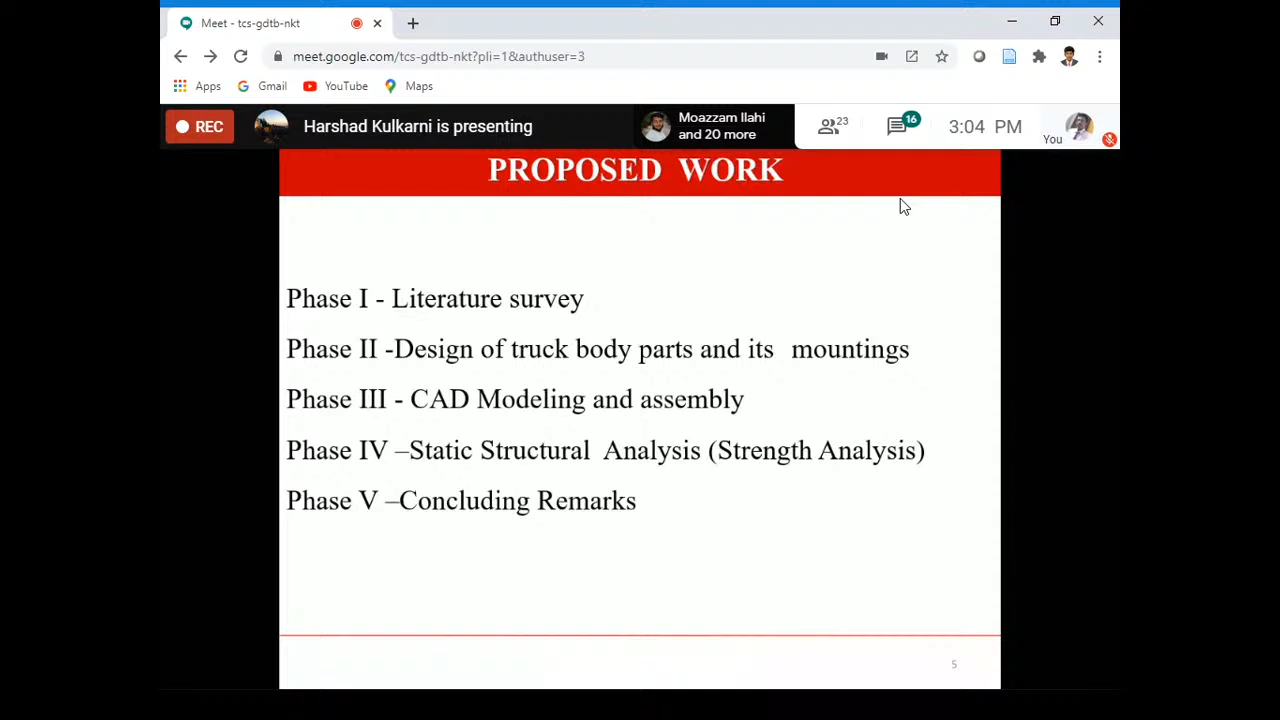 Meet - tcs-gdtb-nkt
meet.google.com/tcs-gdtb-nkt?pli=1&authuser=3
Apps Gmail YouTube Maps
REC Harshad Kulkarni is presenting
Moazzam Ilahi
and 20 more
23
16
3:04 PM
You
PROPOSED WORK
Phase I - Literature survey
Phase II -Design of truck body parts and its mountings
Phase III - CAD Modeling and assembly
Phase IV –Static Structural Analysis (Strength Analysis)
Phase V –Concluding Remarks
5